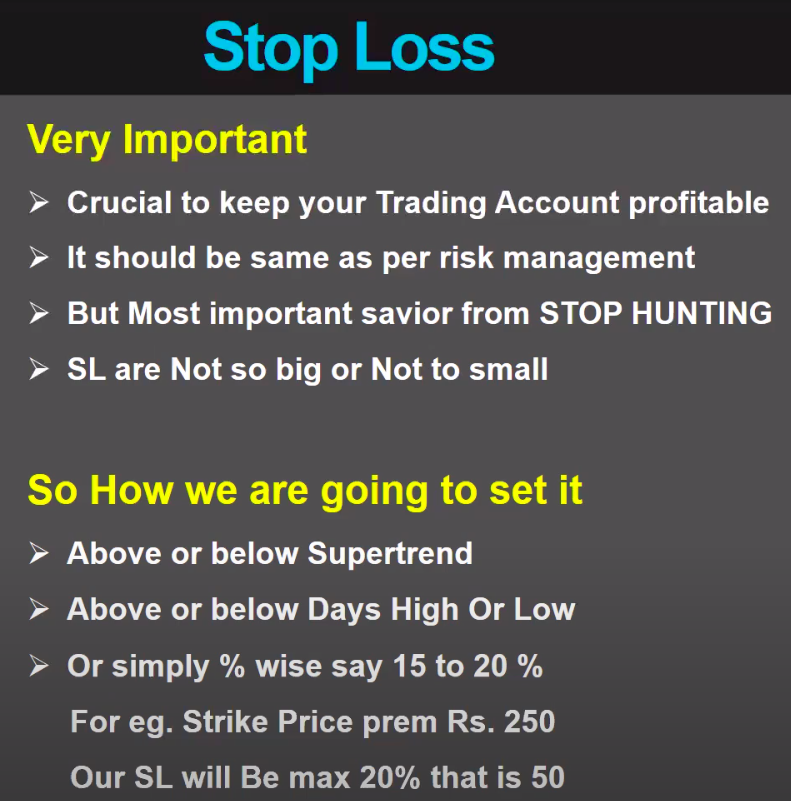 Stop Loss
Very Important
➢ Crucial to keep your Trading Account profitable
➢ It should be same as per risk management
➢ But Most important savior from STOP HUNTING
➢ SL are Not so big or Not to small
So How we are going to set it
➢ Above or below Supertrend
➢ Above or below Days High Or Low
➢ Or simply % wise say 15 to 20 %
For eg. Strike Price prem Rs. 250
Our SL will Be max 20% that is 50